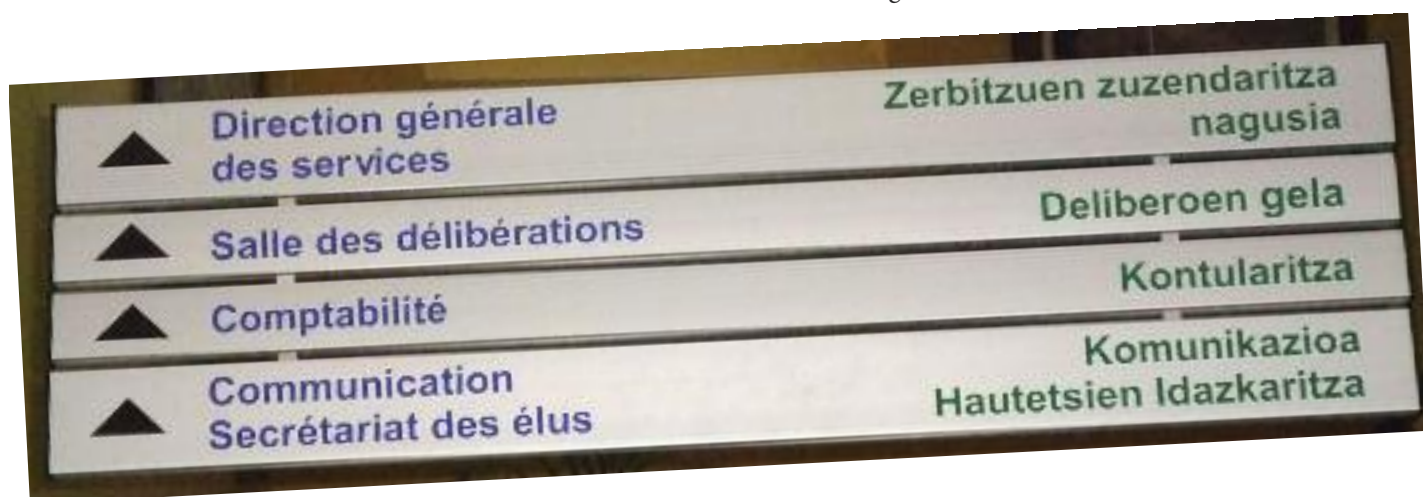 Direction générale
des services
Zerbitzuen zuzendaritza
nagusia
Salle des délibérations
Deliberoen gela
Comptabilité
Kontularitza
Communication
Secrétariat des élus
Komunikazioa
Hautetsien Idazkaritza